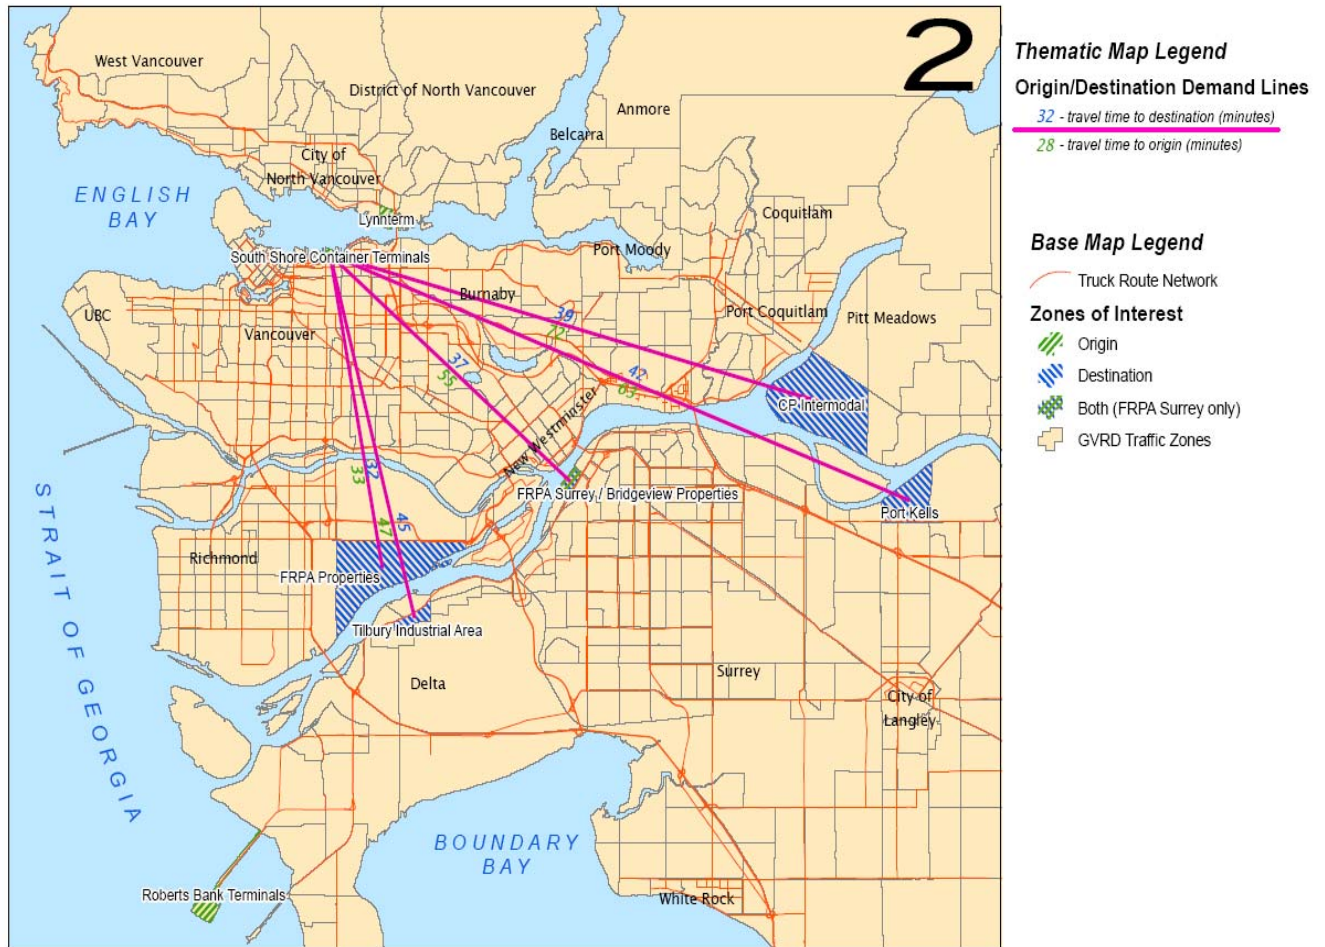 2
West Vancouver
District of North Vancouver
Anmore
Belcarra
City of
North Vancouver
ENGLISH
BAY
Lynnterm
Coquitlam
South Shore Container Terminals
Port Moody
Burnaby
UBC
Vancouver
Port Coquitlam
Pitt Meadows
39
37
55
42
CP Intermodal
New Westminster
32
33
FRPA Surrey / Bridgeview Properties
Port Kells
45
47
Richmond
FRPA Properties
Tilbury Industrial Area
STRAIT OF GEORGIA
Delta
Surrey
City of
Langley
BOUNDARY
BAY
Roberts Bank Terminals
White Rock
Thematic Map Legend
Origin/Destination Demand Lines
32 - travel time to destination (minutes)
28 - travel time to origin (minutes)
Base Map Legend
Truck Route Network
Zones of Interest
Origin
Destination
Both (FRPA Surrey only)
GVRD Traffic Zones